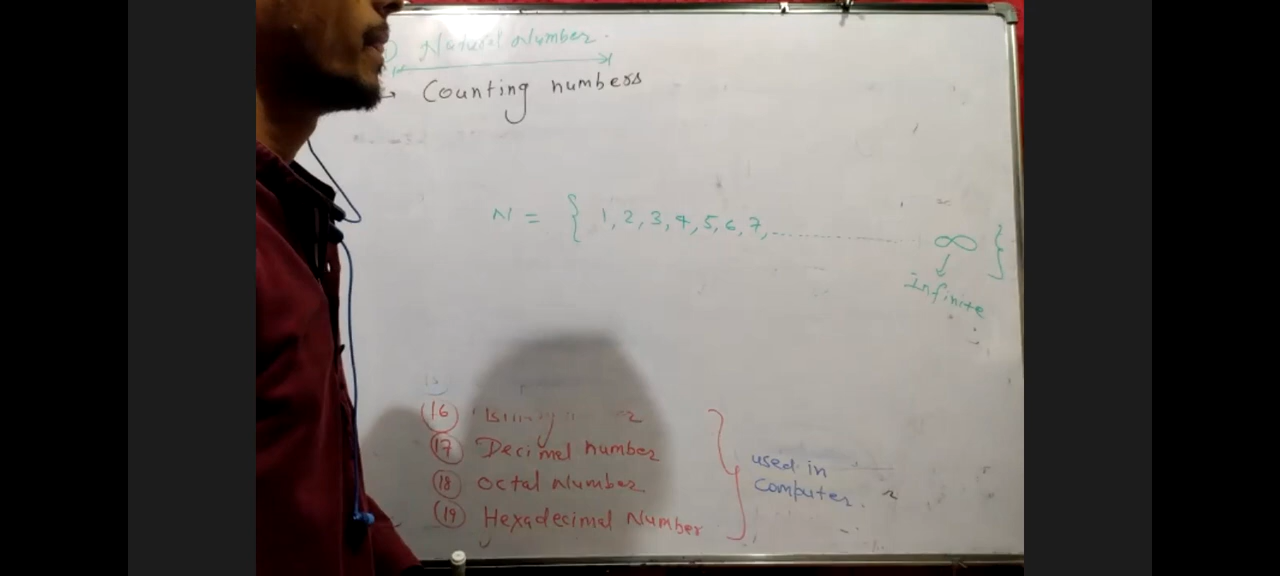 ) Natural Number.
→ Counting numbers
N = { 1, 2, 3, 4, 5, 6, 7, .................... ∞ }
Infinite
(16)
(17) Decimal number
(18) Octal Number
(19) Hexadecimal Number
used in
computer.